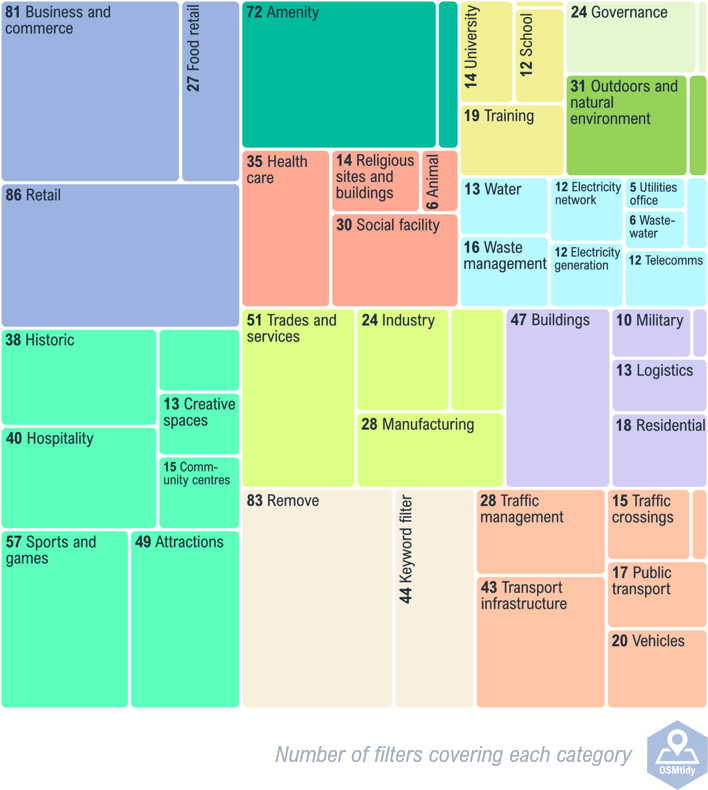 81 Business and
commerce
27 Food retail
72 Amenity
14 University
12 School
24 Governance
19 Training
31 Outdoors and
natural
environment
86 Retail
35 Health
care
14 Religious
sites and
buildings
6 Animal
30 Social facility
13 Water
12 Electricity
network
5 Utilities
office
6 Waste-
water
16 Waste
management
12 Electricity
generation
12 Telecomms
38 Historic
13 Creative
spaces
40 Hospitality
15 Comm-
unity centres
51 Trades and
services
24 Industry
28 Manufacturing
47 Buildings
10 Military
13 Logistics
18 Residential
57 Sports and
games
49 Attractions
83 Remove
44 Keyword filter
28 Traffic
management
15 Traffic
crossings
43 Transport
infrastructure
17 Public
transport
20 Vehicles
Number of filters covering each category
OSMtidy